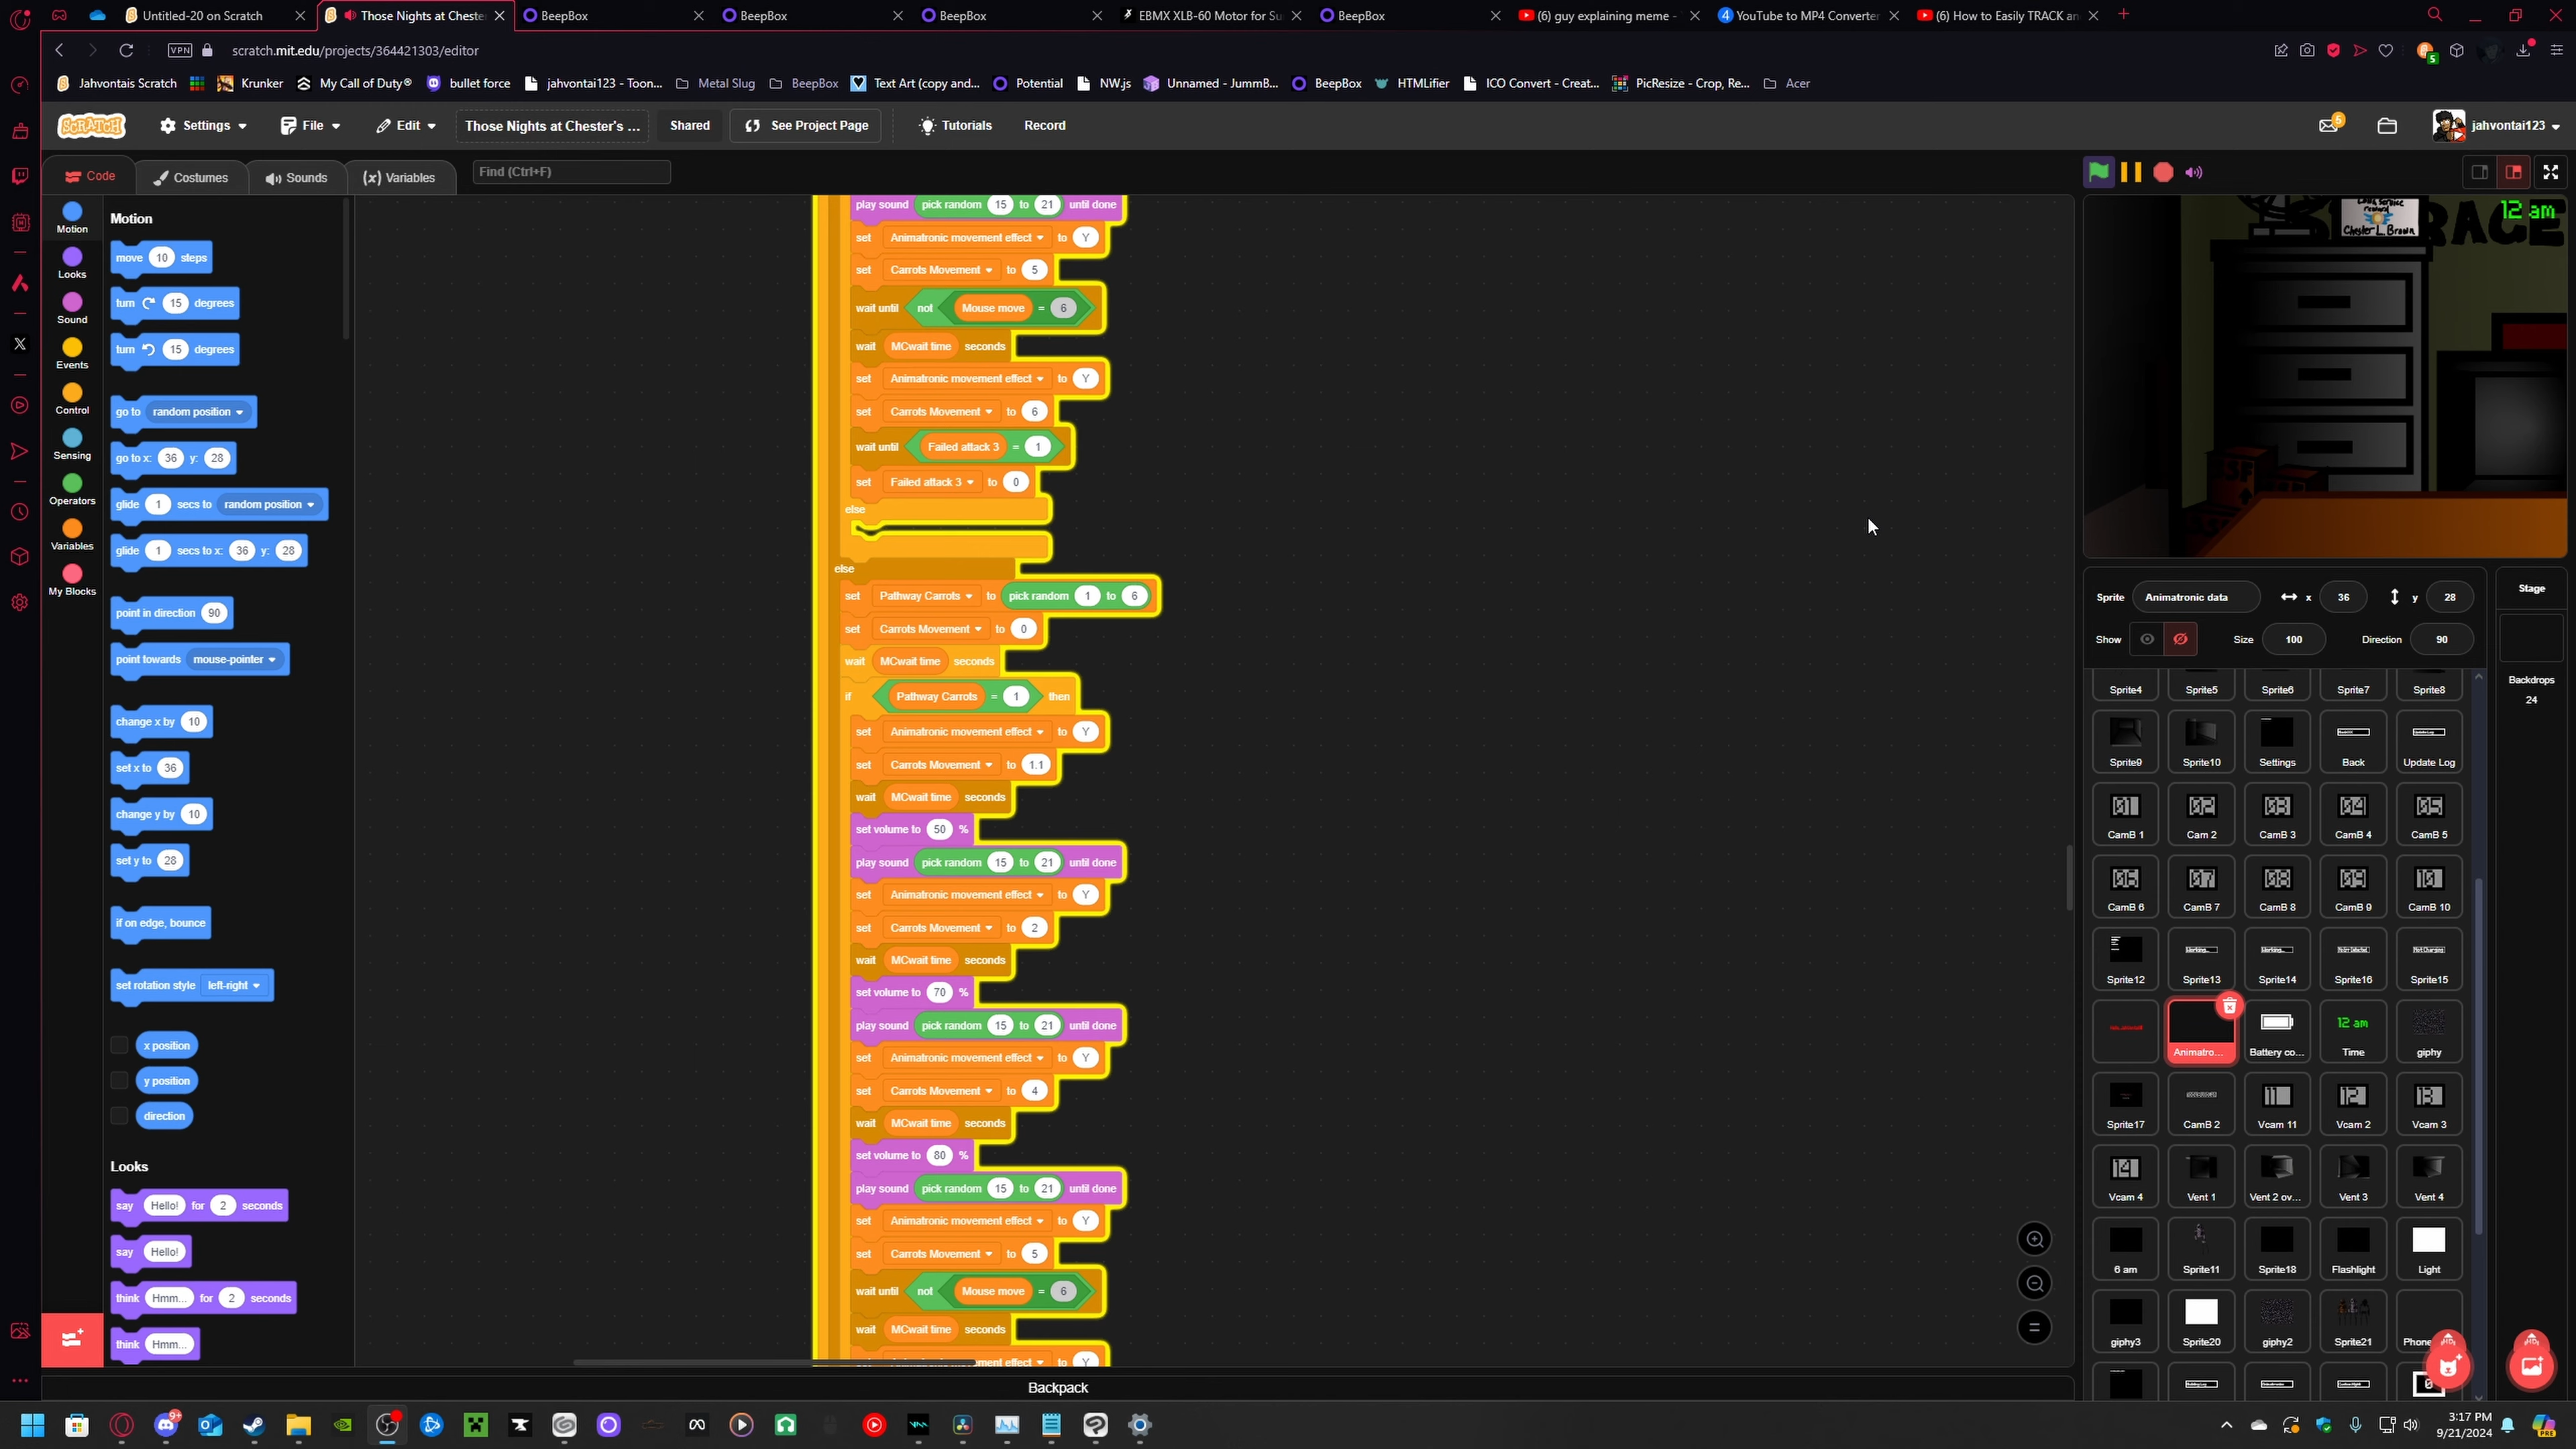 Untitled-20 on Scratch
Those Nights at Chester
BeepBox
BeepBox
BeepBox
EBMX XLB-60 Motor for Su
BeepBox
(6) guy explaining meme -
YouTube to MP4 Converter
(6) How to Easily TRACK an
VPN
scratch.mit.edu/projects/364421303/editor
5
Jahvontais Scratch
Krunker
My Call of Duty®
bullet force
jahvontai123 - Toon...
Metal Slug
BeepBox
Text Art (copy and...
Potential
NW.js
Unnamed - JummB...
BeepBox
HTMLifier
ICO Convert - Creat...
PicResize - Crop, Re...
Acer
SCRATCH
Settings
File
Edit
Those Nights at Chester's ...
Shared
See Project Page
Tutorials
Record
5
jahvontai123
Code
Costumes
Sounds
(x) Variables
Find (Ctrl+F)
Motion
Looks
Sound
Events
Control
Sensing
Operators
Variables
My Blocks
Motion
move 10 steps
turn 15 degrees
turn 15 degrees
go to random position
go to x: 36 y: 28
glide 1 secs to random position
glide 1 secs to x: 36 y: 28
point in direction 90
point towards mouse-pointer
change x by 10
set x to 36
change y by 10
set y to 28
if on edge, bounce
set rotation style left-right
x position
y position
direction
Looks
say Hello! for 2 seconds
say Hello!
think Hmm... for 2 seconds
think Hmm...
play sound pick random 15 to 21 until done
set Animatronic movement effect to Y
set Carrots Movement to 5
wait until not Mouse move = 6
wait MCwait time seconds
set Animatronic movement effect to Y
set Carrots Movement to 6
wait until Failed attack 3 = 1
set Failed attack 3 to 0
else
else
set Pathway Carrots to pick random 1 to 6
set Carrots Movement to 0
wait MCwait time seconds
if Pathway Carrots = 1 then
set Animatronic movement effect to Y
set Carrots Movement to 1.1
wait MCwait time seconds
set volume to 50 %
play sound pick random 15 to 21 until done
set Animatronic movement effect to Y
set Carrots Movement to 2
wait MCwait time seconds
set volume to 70 %
play sound pick random 15 to 21 until done
set Animatronic movement effect to Y
set Carrots Movement to 4
wait MCwait time seconds
set volume to 80 %
play sound pick random 15 to 21 until done
set Animatronic movement effect to Y
set Carrots Movement to 5
wait until not Mouse move = 6
wait MCwait time seconds
Backpack
12 am
Chester L. Brown
Sprite Animatronic data x 36 y 28
Show Size 100 Direction 90
Stage
Backdrops
24
Sprite4 Sprite5 Sprite6 Sprite7 Sprite8
Sprite9 Sprite10 Settings Back Update Log
01 02 03 04 05
CamB 1 Cam 2 CamB 3 CamB 4 CamB 5
06 07 08 09 10
CamB 6 CamB 7 CamB 8 CamB 9 CamB 10
Sprite12 Sprite13 Sprite14 Sprite16 Sprite15
12 am
Animatro... Battery co... Time giphy
11 12 13
Sprite17 CamB 2 Vcam 11 Vcam 2 Vcam 3
14
Vcam 4 Vent 1 Vent 2 ov... Vent 3 Vent 4
6 am Sprite11 Sprite18 Flashlight Light
giphy3 Sprite20 giphy2 Sprite21 Phone
9+
3:17 PM
9/21/2024
PRE